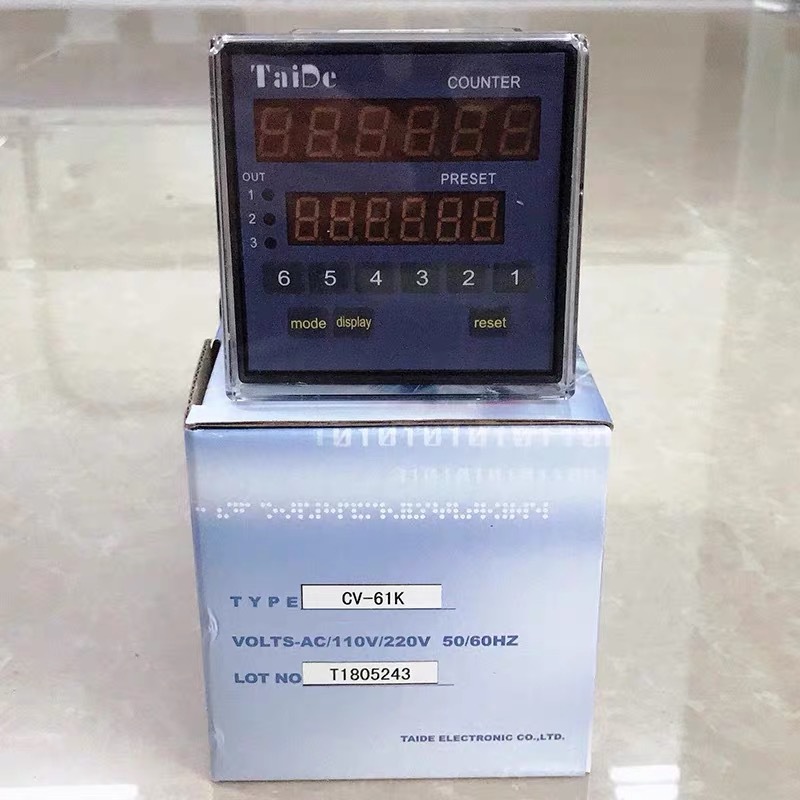 TaiDe
COUNTER
OUT
PRESET
1
2
3
6 5 4 3 2 1
mode display reset
1010101010110
TYPE CV-61K
VOLTS-AC/110V/220V 50/60HZ
LOT NO T1805243
TAIDE ELECTRONIC CO.,LTD.